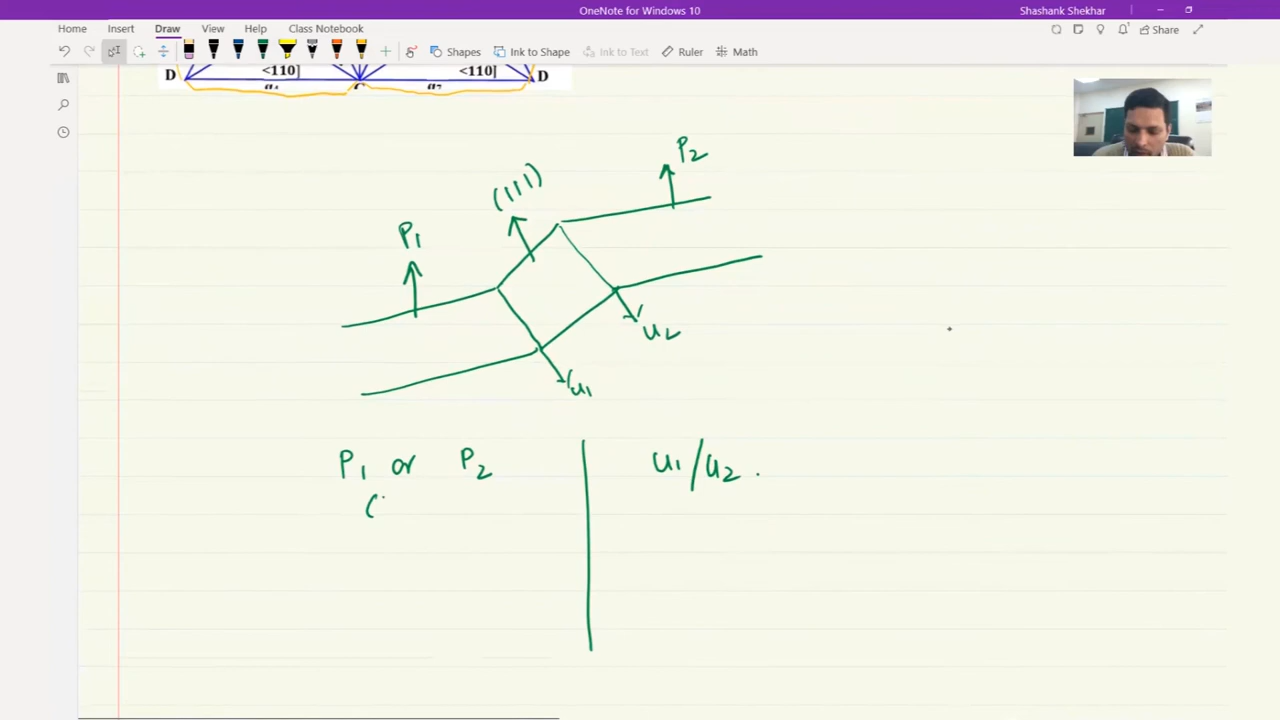 OneNote for Windows 10
Shashank Shekhar
Home Insert Draw View Help Class Notebook
Share
Shapes Ink to Shape Ink to Text Ruler Math
D <110] <110] D
C
P2
(111)
P1
u2
u1
P1 or P2 u1/u2 .
(